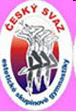 ČESKÝ SVAZ
estetické skupinové gymnastiky